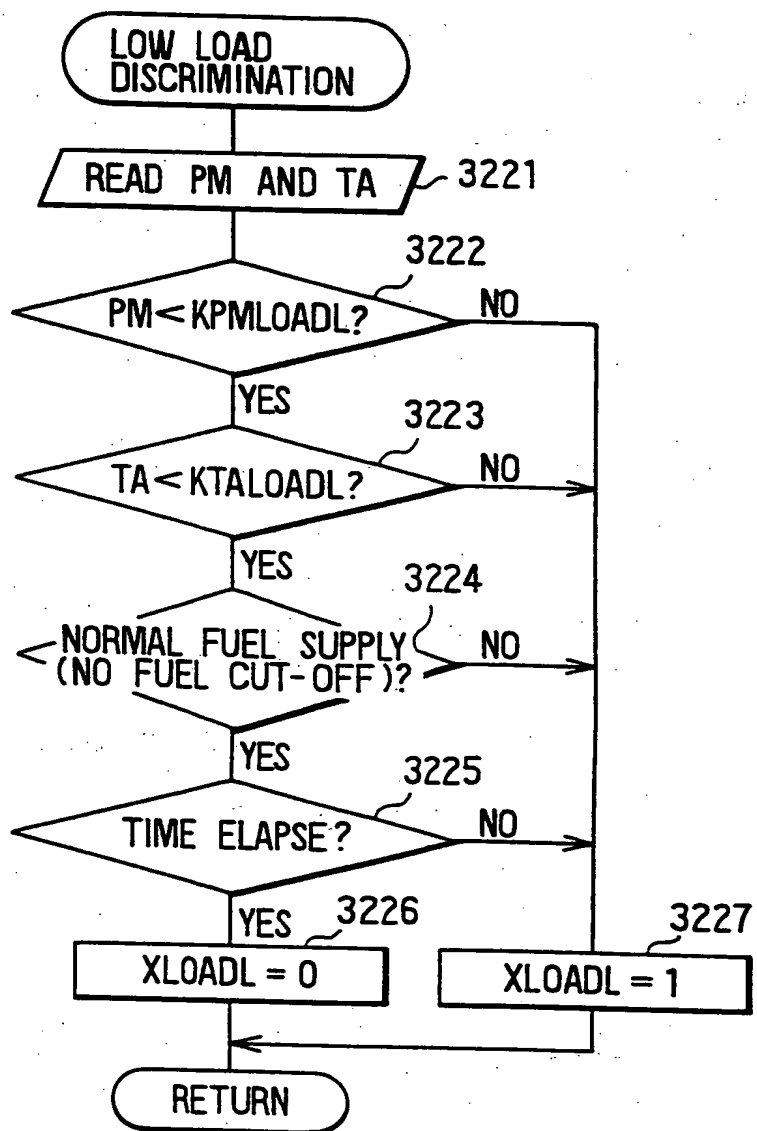 LOW LOAD
DISCRIMINATION
READ PM AND TA
3221
3222
PM<KPMLOADL?
NO
YES
3223
TA<KTALOADL?
NO
YES
3224
NORMAL FUEL SUPPLY
(NO FUEL CUT-OFF)?
NO
YES
3225
TIME ELAPSE?
NO
YES
3226
XLOADL = 0
3227
XLOADL = 1
RETURN